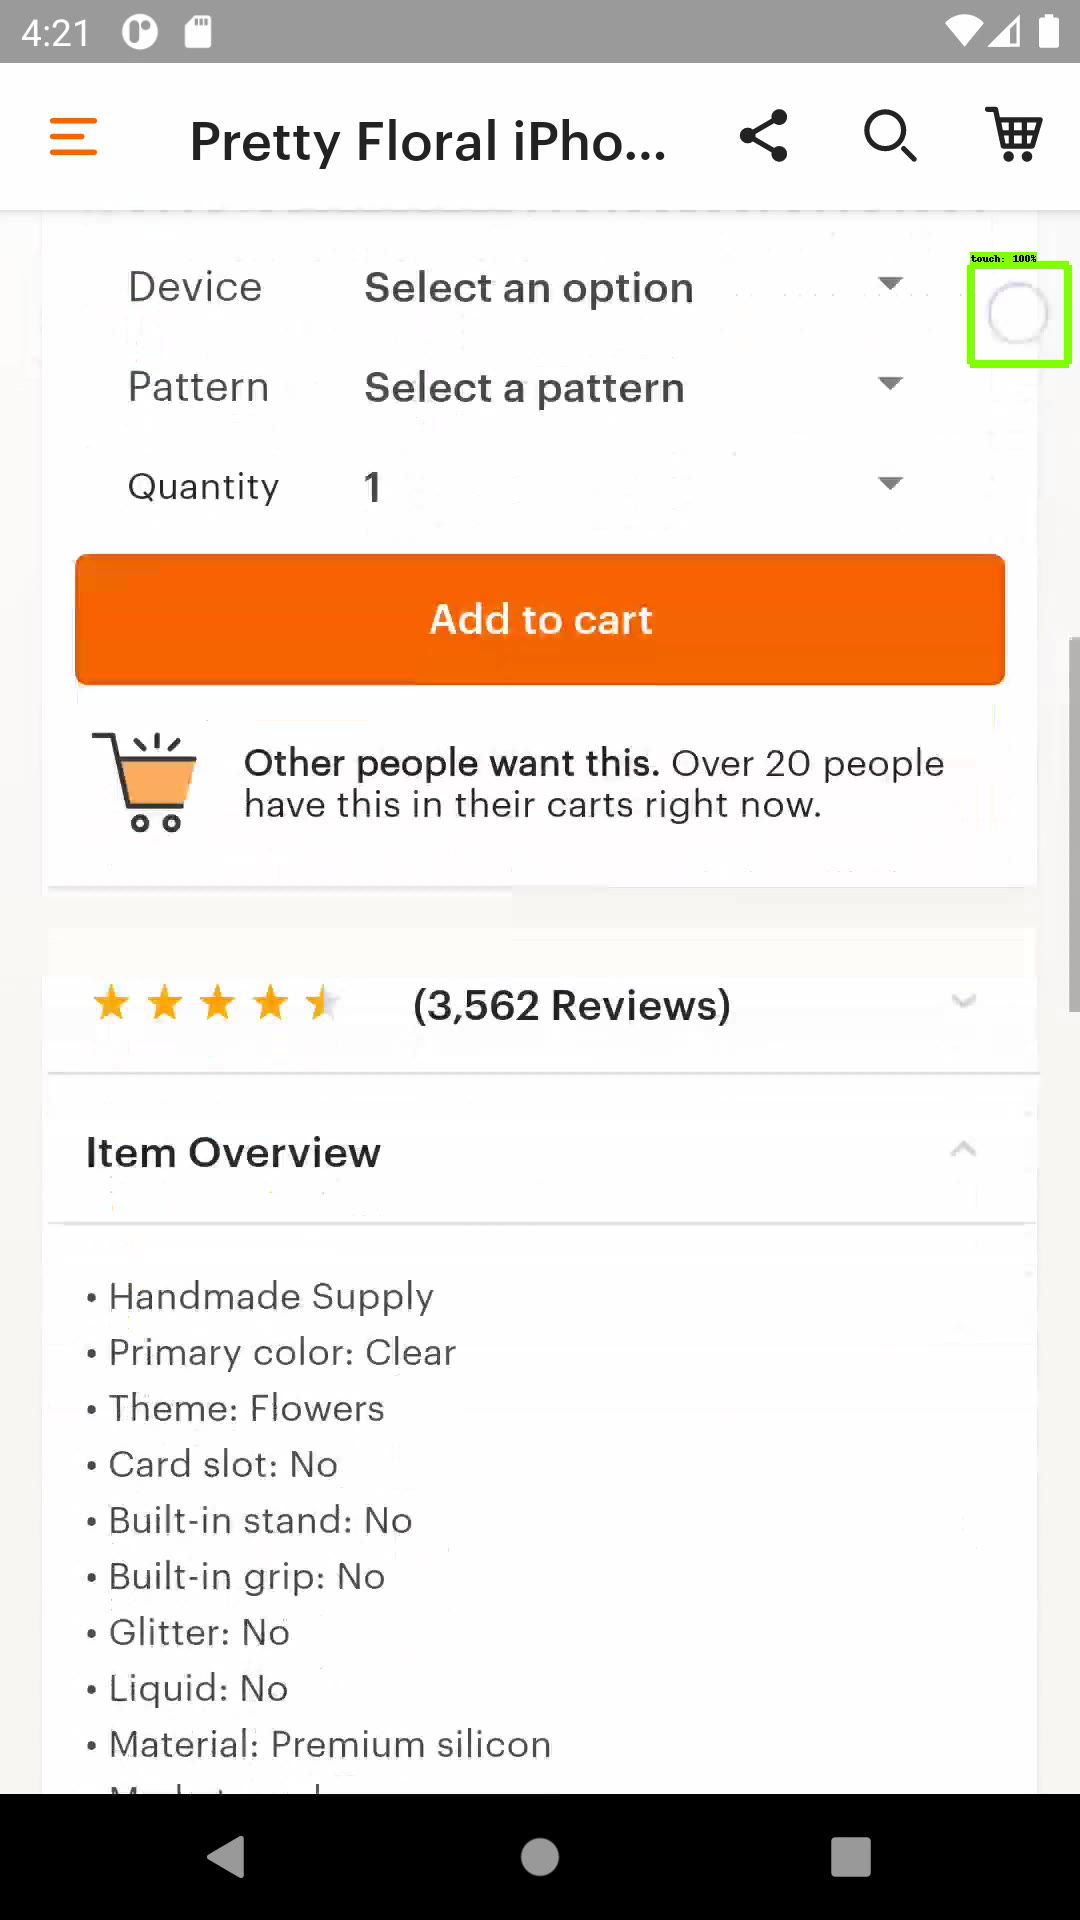 4:21
Pretty Floral iPho...
touch: 100%
Device Select an option
Pattern Select a pattern
Quantity 1
Add to cart
Other people want this. Over 20 people
have this in their carts right now.
(3,562 Reviews)
Item Overview
• Handmade Supply
• Primary color: Clear
• Theme: Flowers
• Card slot: No
• Built-in stand: No
• Built-in grip: No
• Glitter: No
• Liquid: No
• Material: Premium silicon